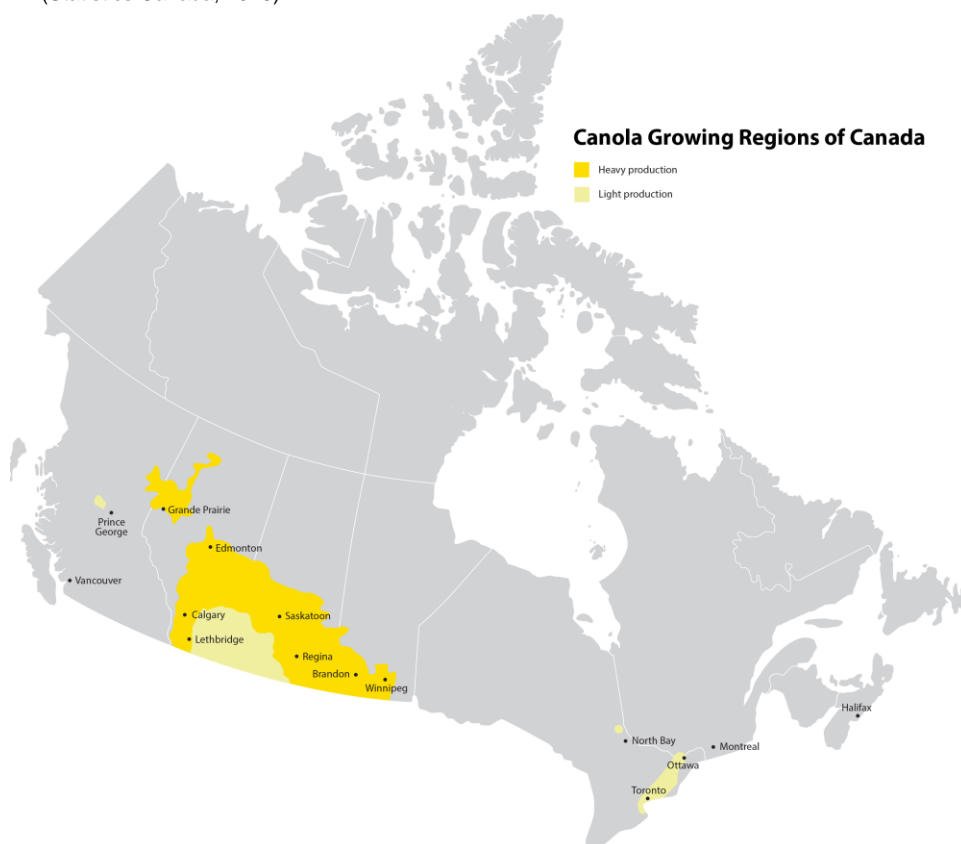 Canola Growing Regions of Canada
Heavy production
Light production
Grande Prairie
Prince
George
Edmonton
Vancouver
Calgary
Saskatoon
Lethbridge
Regina
Brandon
Winnipeg
Halifax
North Bay
Montreal
Ottawa
Toronto